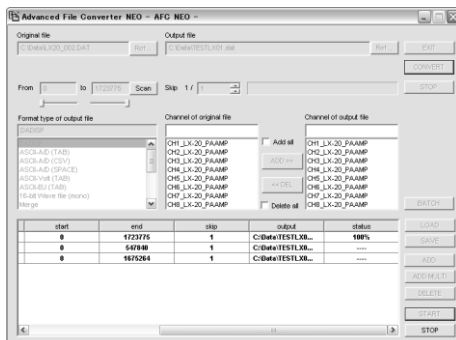 Advanced File Converter NEO - AFC NEO -
Original file
Output file
C:\Data\LX20_002.DAT
Ref...
C:\Data\TESTLX01.dat
Ref...
EXIT
CONVERT
From 0 to 1723775 Scan Skip 1 / 1
STOP
Format type of output file
Channel of original file
Channel of output file
DADISP
ASCII-A/D (TAB)
ASCII-A/D (CSV)
ASCII-A/D (SPACE)
ASCII-Volt (TAB)
ASCII-EU (TAB)
16-bit Wave file (mono)
Merge
CH1_LX-20_PAAMP
CH2_LX-20_PAAMP
CH3_LX-20_PAAMP
CH4_LX-20_PAAMP
CH5_LX-20_PAAMP
CH6_LX-20_PAAMP
CH7_LX-20_PAAMP
CH8_LX-20_PAAMP
Add all
ADD >>
<< DEL
Delete all
CH1_LX-20_PAAMP
CH2_LX-20_PAAMP
CH3_LX-20_PAAMP
CH4_LX-20_PAAMP
CH5_LX-20_PAAMP
CH6_LX-20_PAAMP
CH7_LX-20_PAAMP
CH8_LX-20_PAAMP
BATCH
start end skip output status
0 1723775 1 C:\Data\TESTLX0... 100%
0 547840 1 C:\Data\TESTLX0... ----
0 1675264 1 C:\Data\TESTLX0... ----
LOAD
SAVE
ADD
ADD MULTI
DELETE
START
STOP